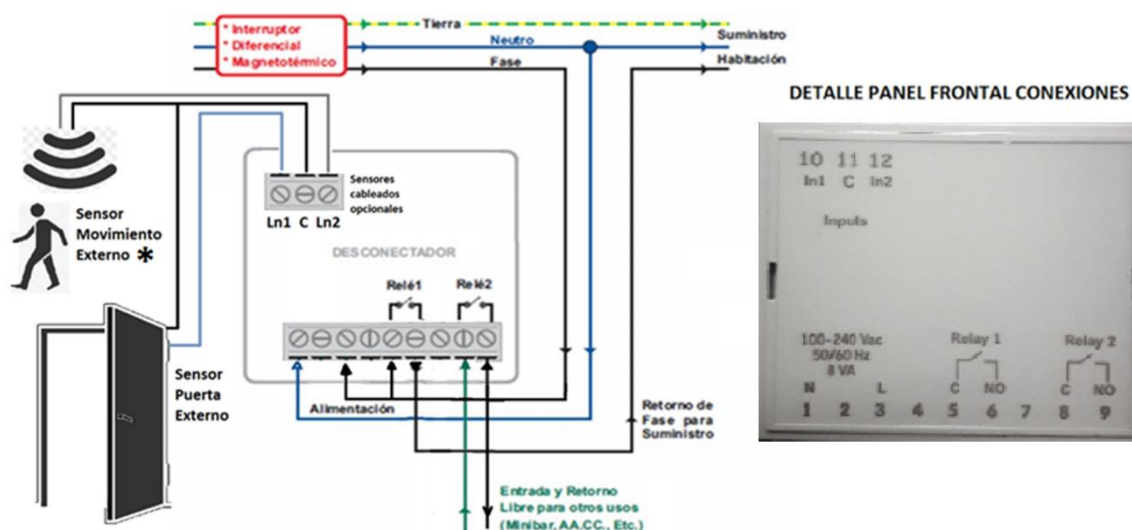 * Interruptor
* Diferencial
* Magnetotérmico
Tierra
Neutro
Fase
Suministro
Habitación
Sensor
Movimiento
Externo *
Sensores
cableados
opcionales
Ln1 C Ln2
DESCONECTADOR
Relé1
Relé2
Sensor
Puerta
Externo
Alimentación
Retorno de
Fase para
Suministro
Entrada y Retorno
Libre para otros usos
(Minibar, AA.CC., Etc.)
DETALLE PANEL FRONTAL CONEXIONES
10 11 12
In1 C In2
Inputs
100-240 Vac
50/60 Hz
8 VA
Relay 1
Relay 2
N L C NO C NO
1 2 3 4 5 6 7 8 9